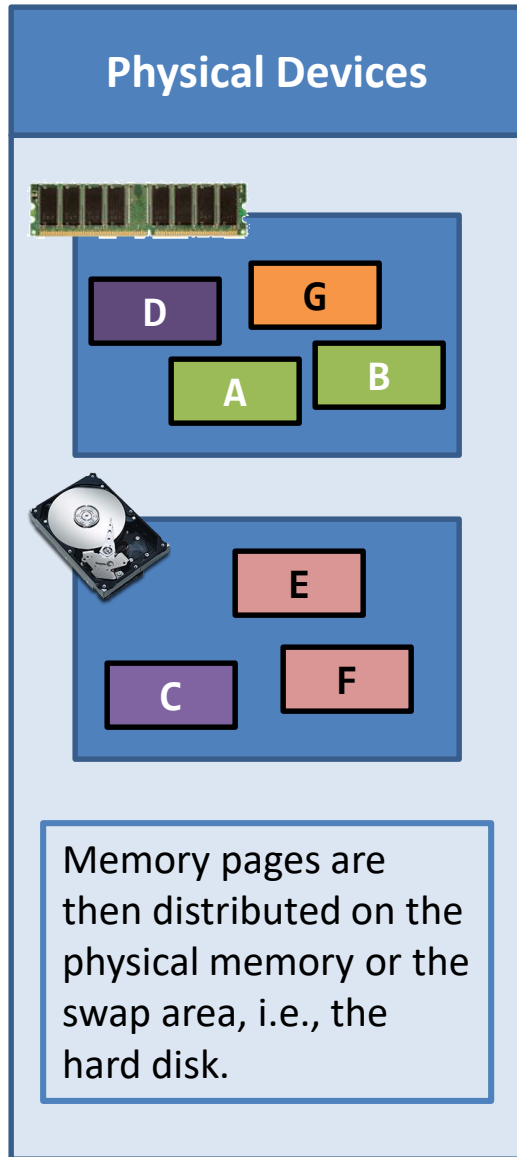 Physical Devices
D
G
A
B
E
C
F
Memory pages are
then distributed on the
physical memory or the
swap area, i.e., the
hard disk.